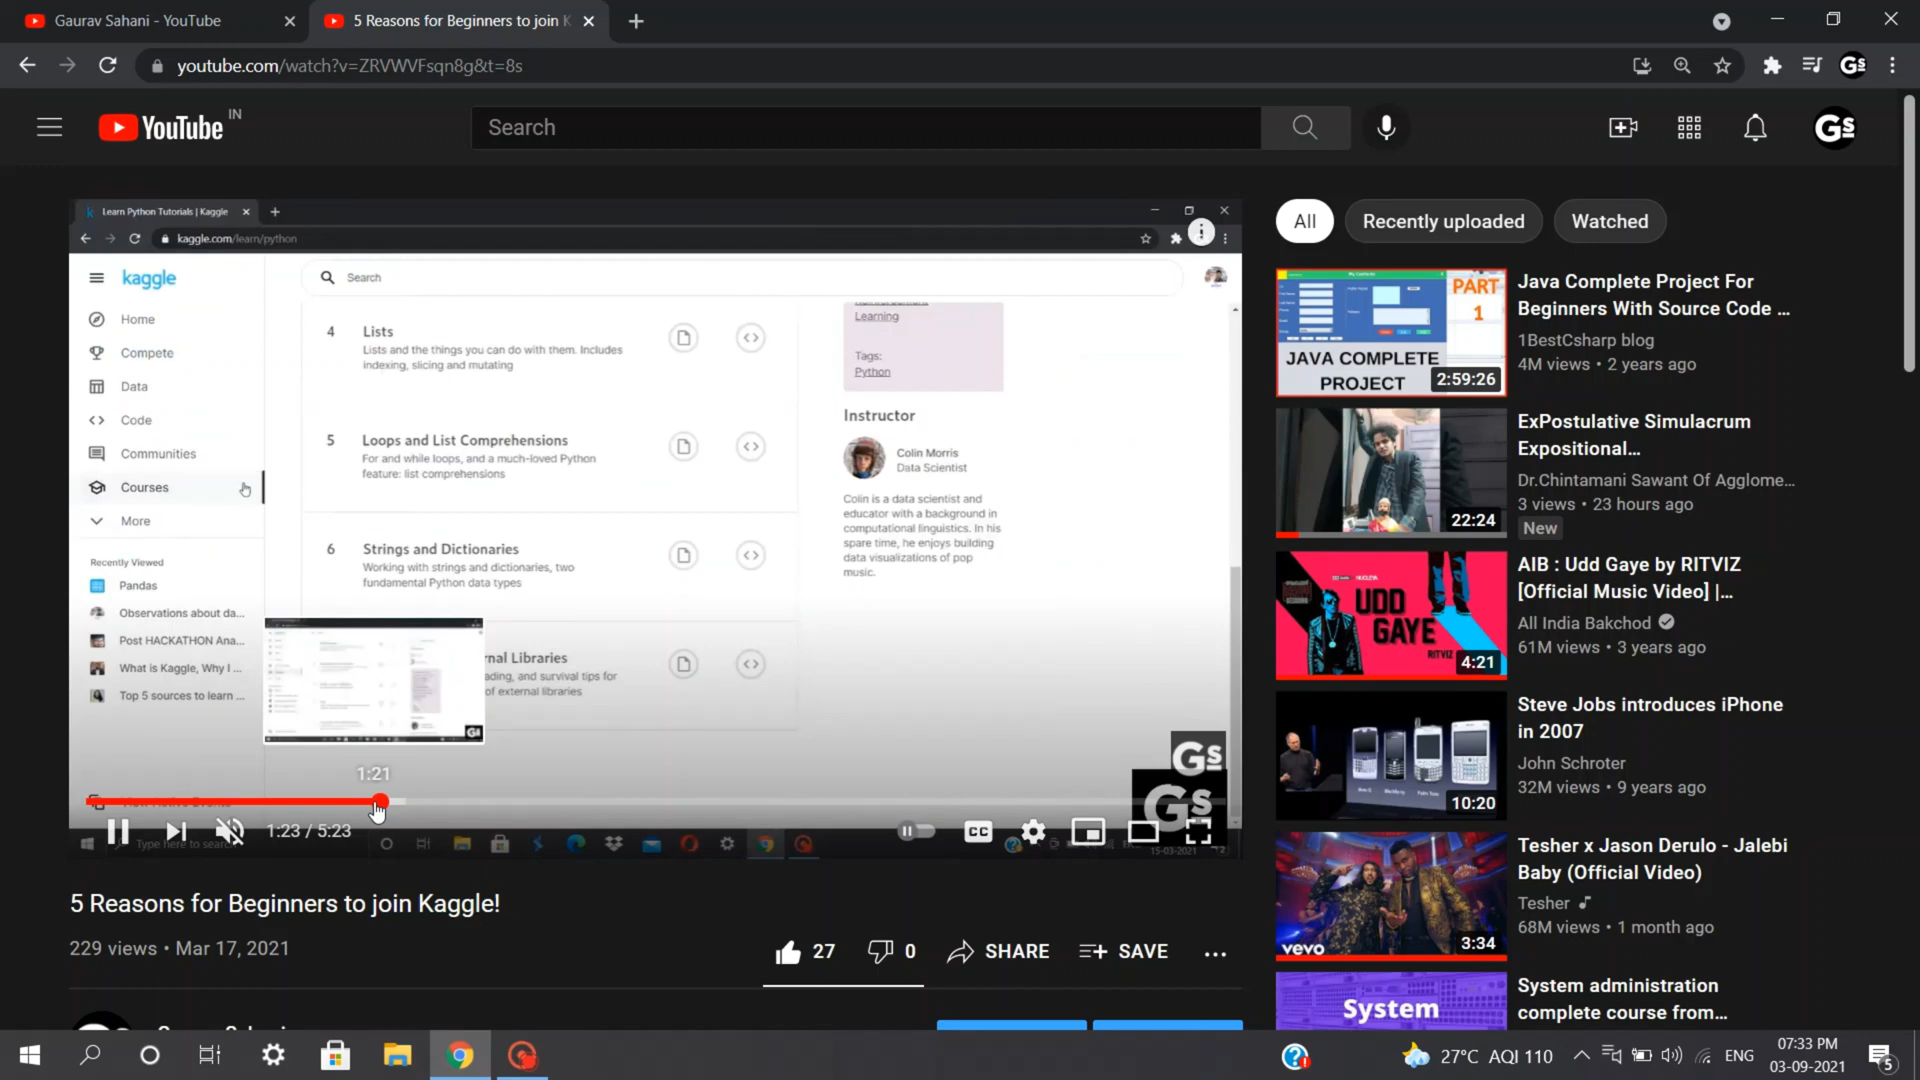 Gaurav Sahani - YouTube
5 Reasons for Beginners to join K
youtube.com/watch?v=ZRVWVFsqn8g&t=8s
YouTube IN
Search
Gs
Learn Python Tutorials | Kaggle
kaggle.com/learn/python
kaggle
Search
Home
Compete
Data
Code
Communities
Courses
More
Recently Viewed
Pandas
Observations about da...
Post HACKATHON Ana...
What is Kaggle, Why I ...
Top 5 sources to learn ...
4 Lists
Lists and the things you can do with them. Includes
indexing, slicing and mutating
5 Loops and List Comprehensions
For and while loops, and a much-loved Python
feature: list comprehensions
6 Strings and Dictionaries
Working with strings and dictionaries, two
fundamental Python data types
rnal Libraries
ading, and survival tips for
of external libraries
Learning
Tags:
Python
Instructor
Colin Morris
Data Scientist
Colin is a data scientist and
educator with a background in
computational linguistics. In his
spare time, he enjoys building
data visualizations of pop
music.
Gs
Gs
1:21
1:23 / 5:23
CC
Type here to search
15-03-2021
5 Reasons for Beginners to join Kaggle!
229 views • Mar 17, 2021
27
0
SHARE
SAVE
All
Recently uploaded
Watched
PART
1
JAVA COMPLETE
PROJECT
2:59:26
Java Complete Project For
Beginners With Source Code ...
1BestCsharp blog
4M views • 2 years ago
22:24
ExPostulative Simulacrum
Expositional...
Dr.Chintamani Sawant Of Agglome...
3 views • 23 hours ago
New
UDD
GAYE
RITVIZ
4:21
AIB : Udd Gaye by RITVIZ
[Official Music Video] |...
All India Bakchod
61M views • 3 years ago
10:20
Steve Jobs introduces iPhone
in 2007
John Schroter
32M views • 9 years ago
vevo
3:34
Tesher x Jason Derulo - Jalebi
Baby (Official Video)
Tesher
68M views • 1 month ago
System
System administration
complete course from...
27°C AQI 110
ENG
07:33 PM
03-09-2021
5